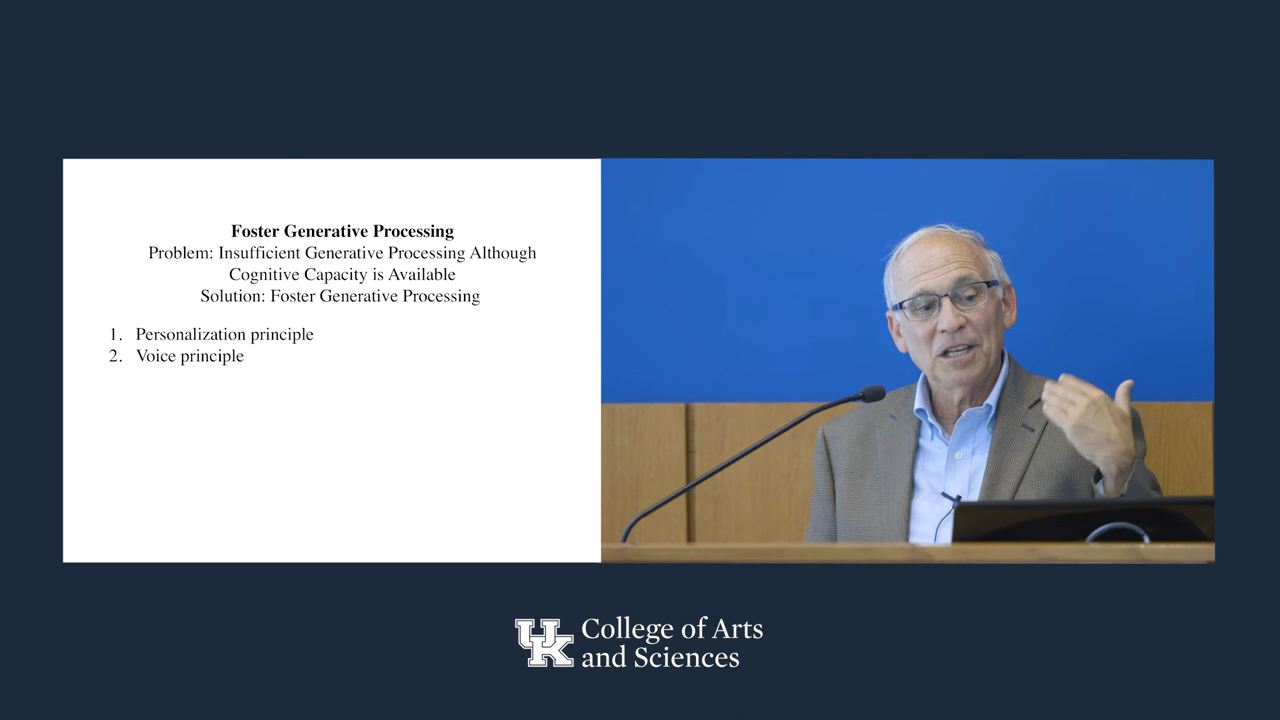 Foster Generative Processing
Problem: Insufficient Generative Processing Although
Cognitive Capacity is Available
Solution: Foster Generative Processing
1. Personalization principle
2. Voice principle
UK College of Arts
and Sciences